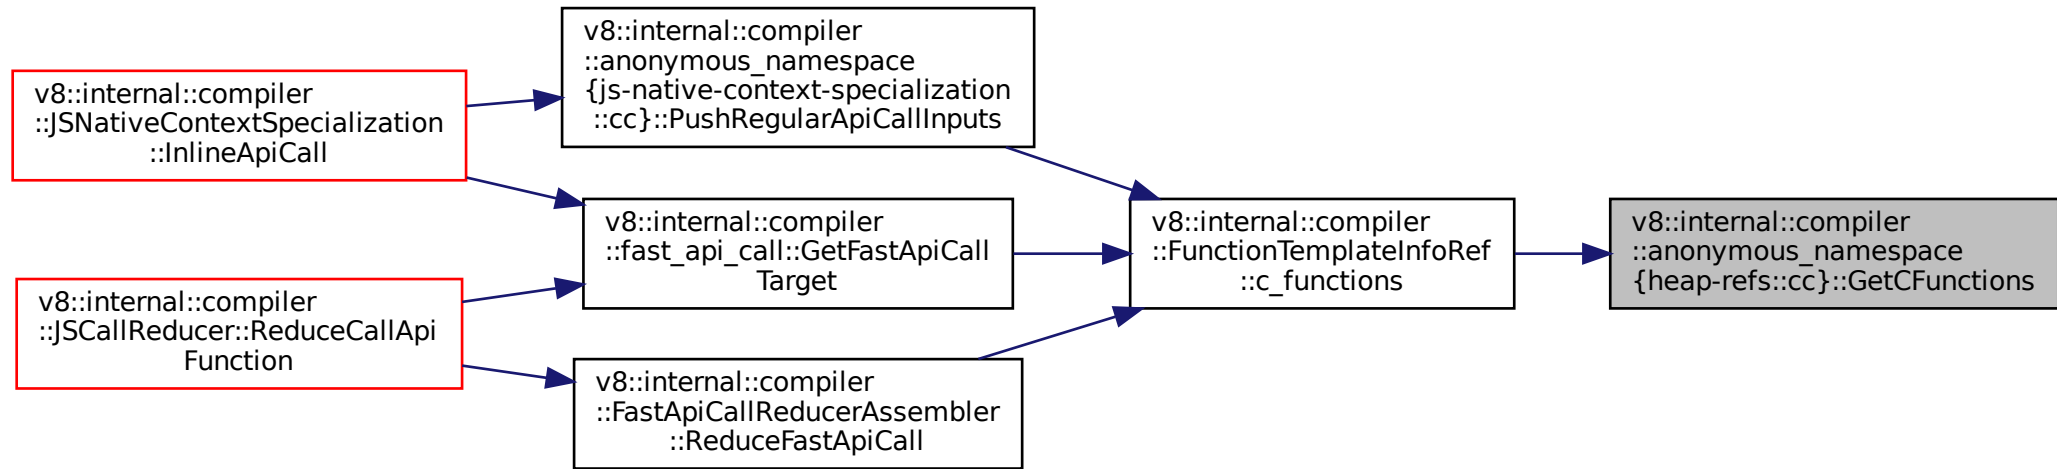 v8::internal::compiler
::JSNativeContextSpecialization
::InlineApiCall
v8::internal::compiler
::JSCallReducer::ReduceCallApi
Function
v8::internal::compiler
::anonymous_namespace
{js-native-context-specialization
::cc}::PushRegularApiCallInputs
v8::internal::compiler
::fast_api_call::GetFastApiCall
Target
v8::internal::compiler
::FastApiCallReducerAssembler
::ReduceFastApiCall
v8::internal::compiler
::FunctionTemplateInfoRef
::c_functions
v8::internal::compiler
::anonymous_namespace
{heap-refs::cc}::GetCFunctions